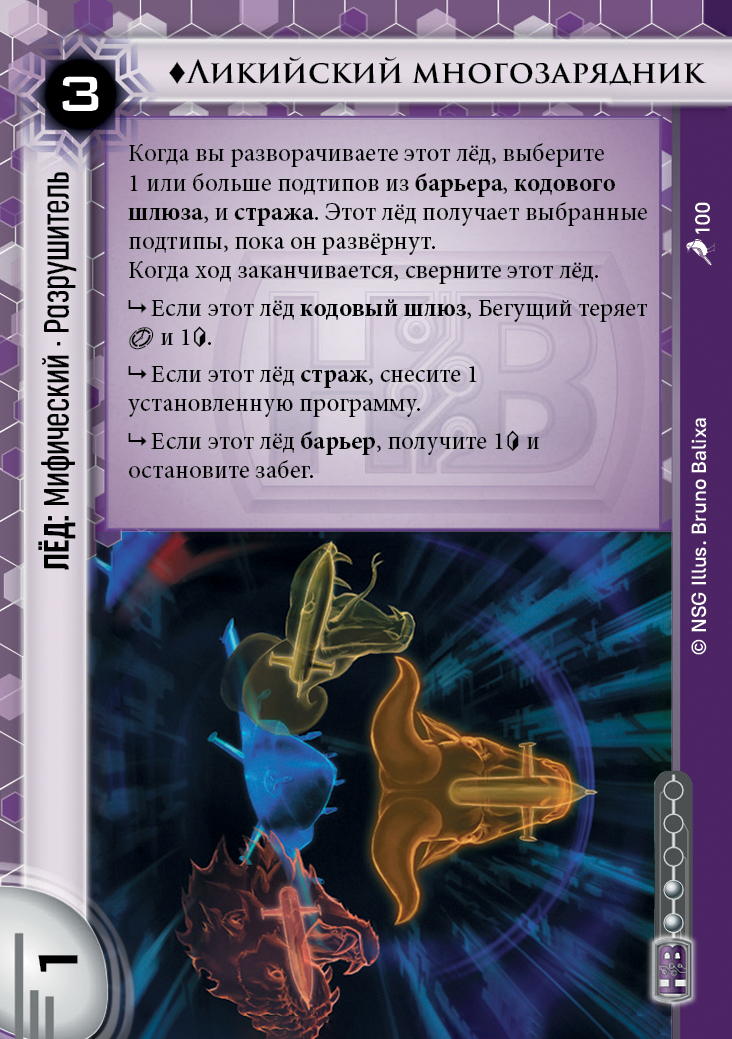 3
♦Ликийский многозарядник
Когда вы разворачиваете этот лёд, выберите
1 или больше подтипов из барьера, кодового
шлюза, и стража. Этот лёд получает выбранные
подтипы, пока он развёрнут.
Когда ход заканчивается, сверните этот лёд.
↳ Если этот лёд кодовый шлюз, Бегущий теряет
и 1.
↳ Если этот лёд страж, снесите 1
установленную программу.
↳ Если этот лёд барьер, получите 1 и
остановите забег.
ЛЁД: Мифический · Разрушитель
1
100
© NSG Illus. Bruno Balixa
HB